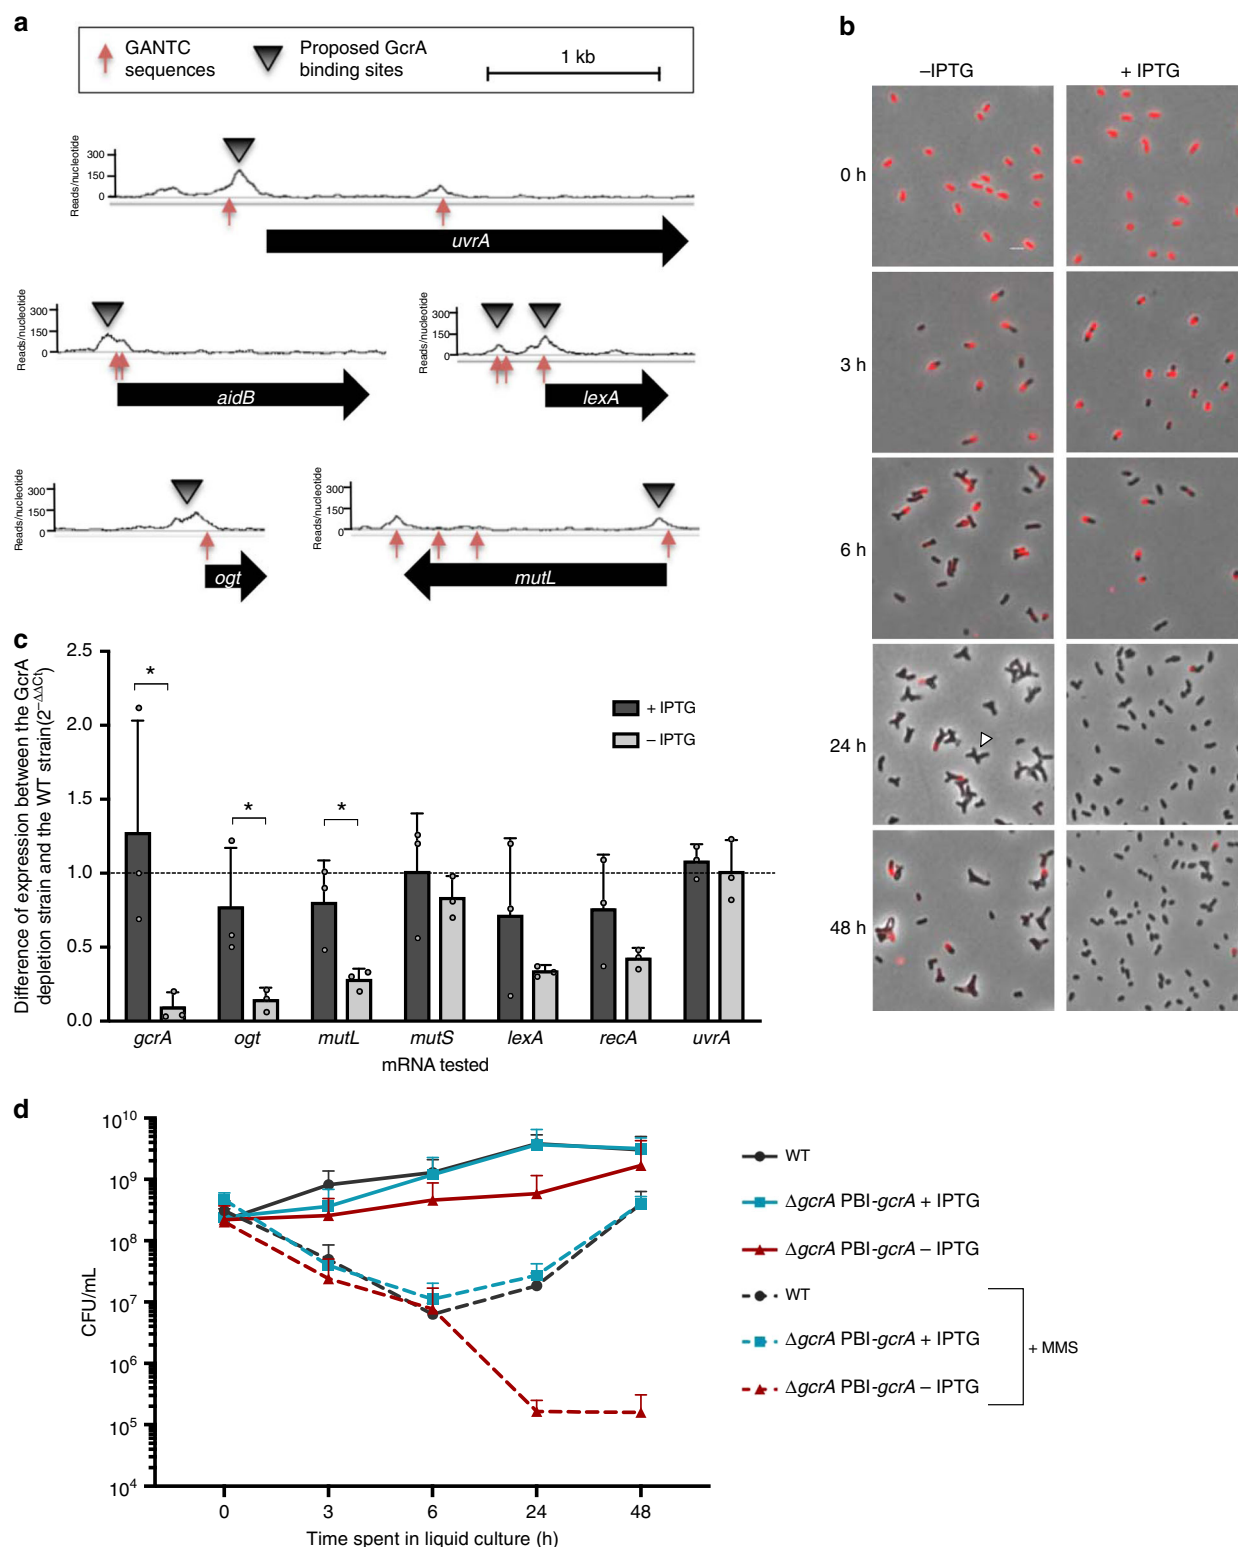 a
GANTC
sequences
Proposed GcrA
binding sites
1 kb
Reads/nucleotide
300
150
0
uvrA
Reads/nucleotide
300
150
0
aidB
Reads/nucleotide
300
150
0
lexA
Reads/nucleotide
300
150
0
ogt
Reads/nucleotide
300
150
0
mutL
b
–IPTG
+ IPTG
0 h
3 h
6 h
24 h
48 h
c
Difference of expression between the GcrA
depletion strain and the WT strain(2^–ΔΔCt)
2.5
2.0
1.5
1.0
0.5
0.0
*
*
*
+ IPTG
– IPTG
gcrA
ogt
mutL
mutS
lexA
recA
uvrA
mRNA tested
d
CFU/mL
10^10
10^9
10^8
10^7
10^6
10^5
10^4
0
3
6
24
48
Time spent in liquid culture (h)
WT
ΔgcrA PBI-gcrA + IPTG
ΔgcrA PBI-gcrA – IPTG
WT
ΔgcrA PBI-gcrA + IPTG
ΔgcrA PBI-gcrA – IPTG
+ MMS